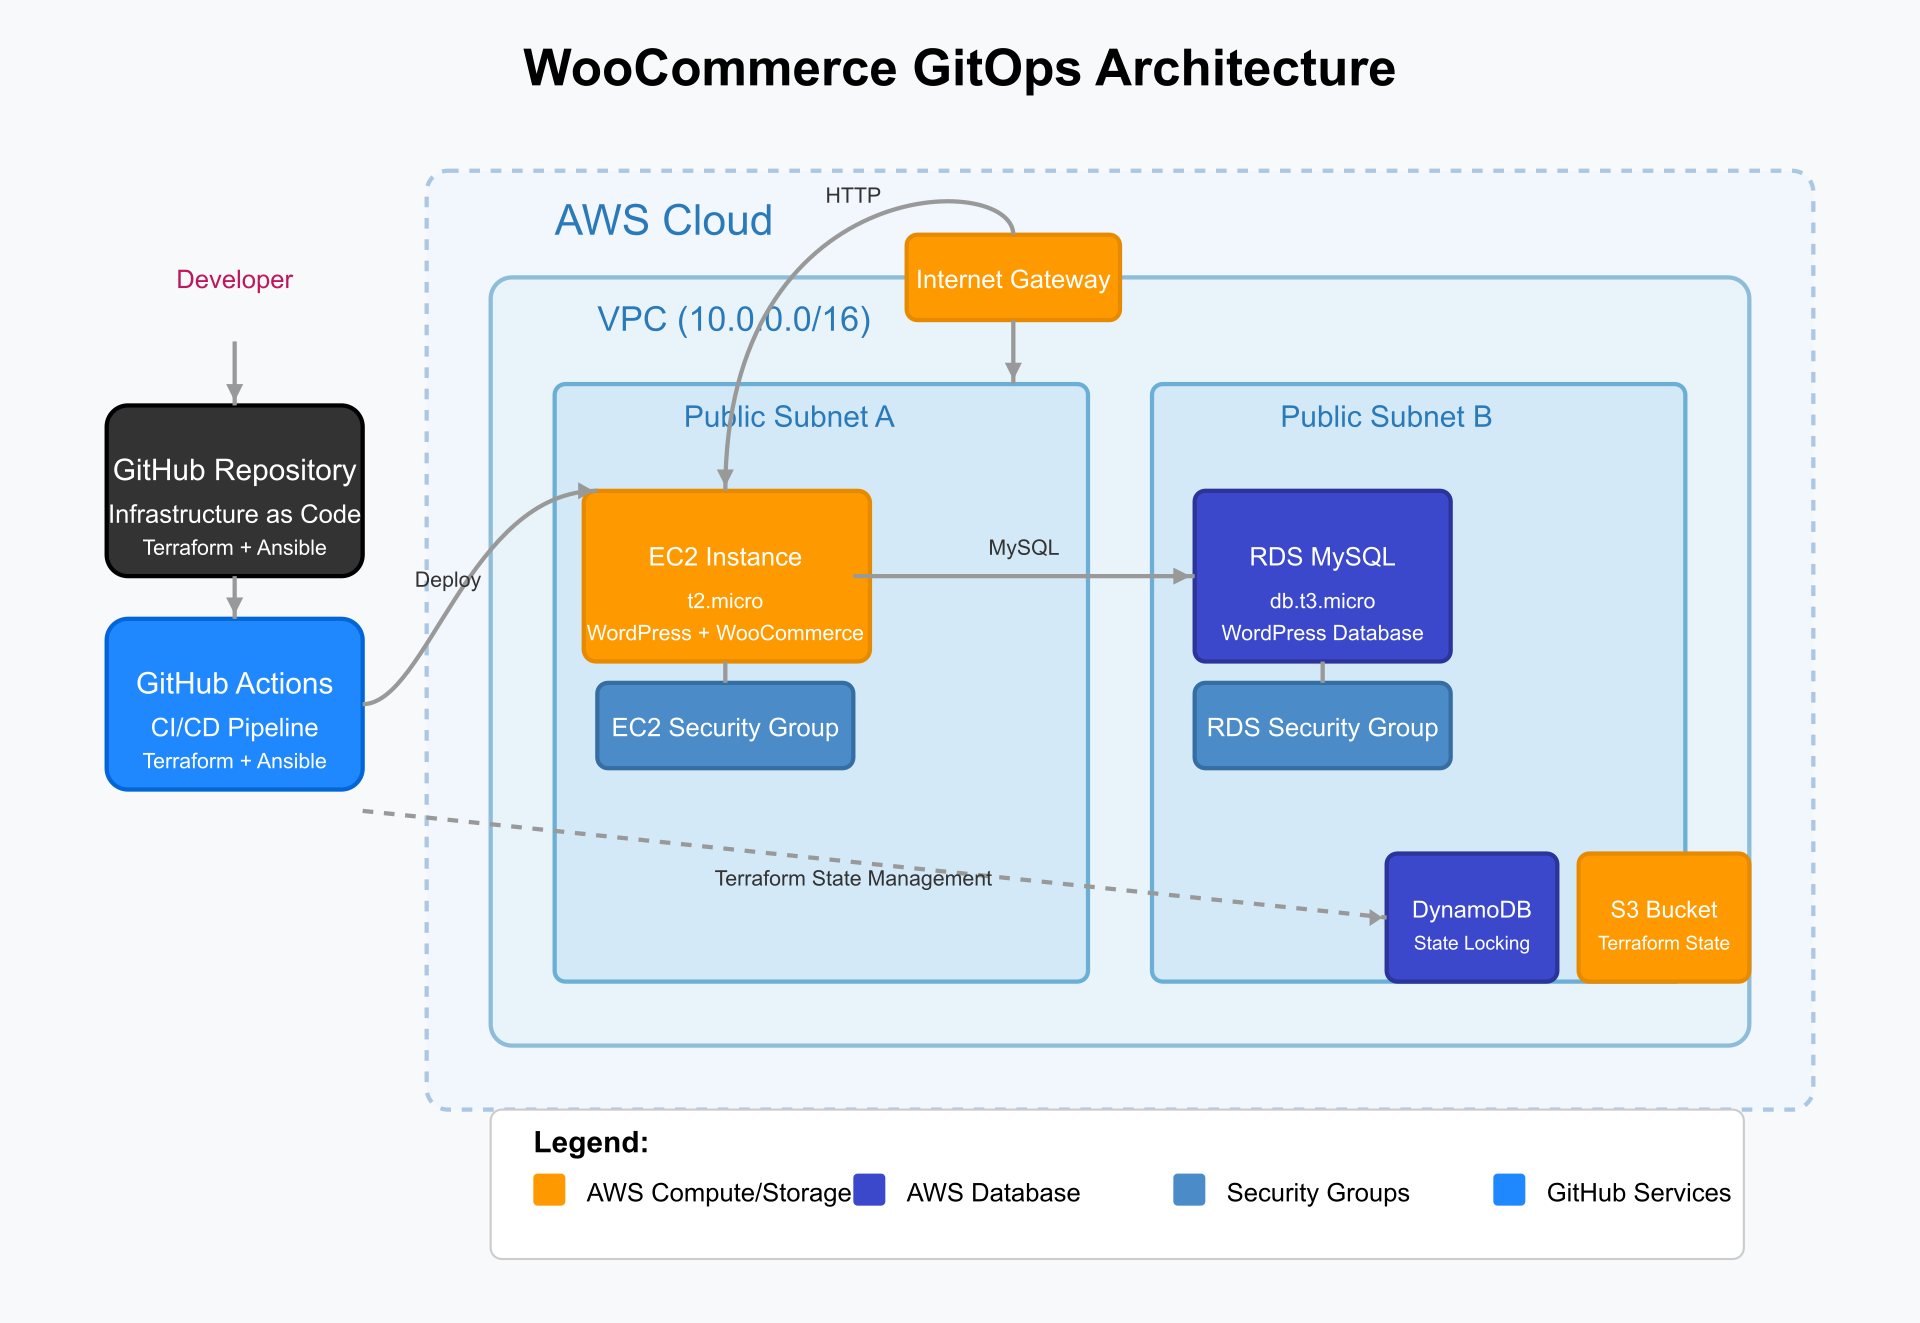 WooCommerce GitOps Architecture
HTTP
AWS Cloud
Developer
Internet Gateway
VPC (10.0.0.0/16)
Public Subnet A
Public Subnet B
GitHub Repository
Infrastructure as Code
Terraform + Ansible
Deploy
EC2 Instance
t2.micro
WordPress + WooCommerce
MySQL
RDS MySQL
db.t3.micro
WordPress Database
GitHub Actions
CI/CD Pipeline
Terraform + Ansible
EC2 Security Group
RDS Security Group
Terraform State Management
DynamoDB
State Locking
S3 Bucket
Terraform State
Legend:
AWS Compute/Storage
AWS Database
Security Groups
GitHub Services